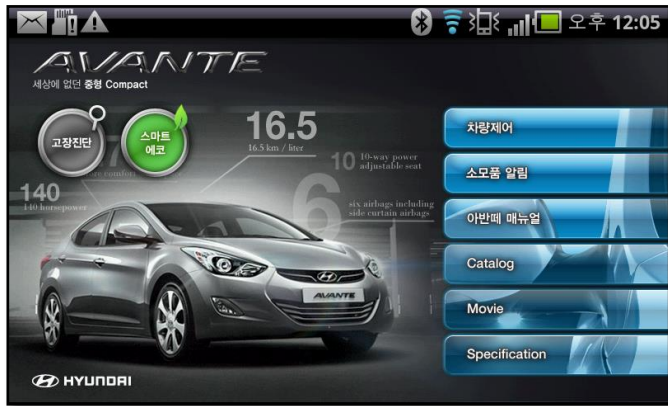 오후 12:05
AVANTE
세상에 없던 중형 Compact
고장진단
스마트
에코
16.5
16.5 km / liter
10
10-way power
adjustable seat
140
140 horsepower
6
six airbags including
side curtain airbags
AVANTE
HYUNDAI
차량제어
소모품 알림
아반떼 매뉴얼
Catalog
Movie
Specification